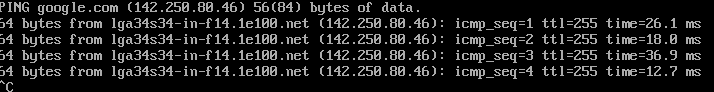 PING google.com (142.250.80.46) 56(84) bytes of data.
64 bytes from lga34s34-in-f14.1e100.net (142.250.80.46): icmp_seq=1 ttl=255 time=26.1 ms
64 bytes from lga34s34-in-f14.1e100.net (142.250.80.46): icmp_seq=2 ttl=255 time=18.0 ms
64 bytes from lga34s34-in-f14.1e100.net (142.250.80.46): icmp_seq=3 ttl=255 time=36.9 ms
64 bytes from lga34s34-in-f14.1e100.net (142.250.80.46): icmp_seq=4 ttl=255 time=12.7 ms
^C